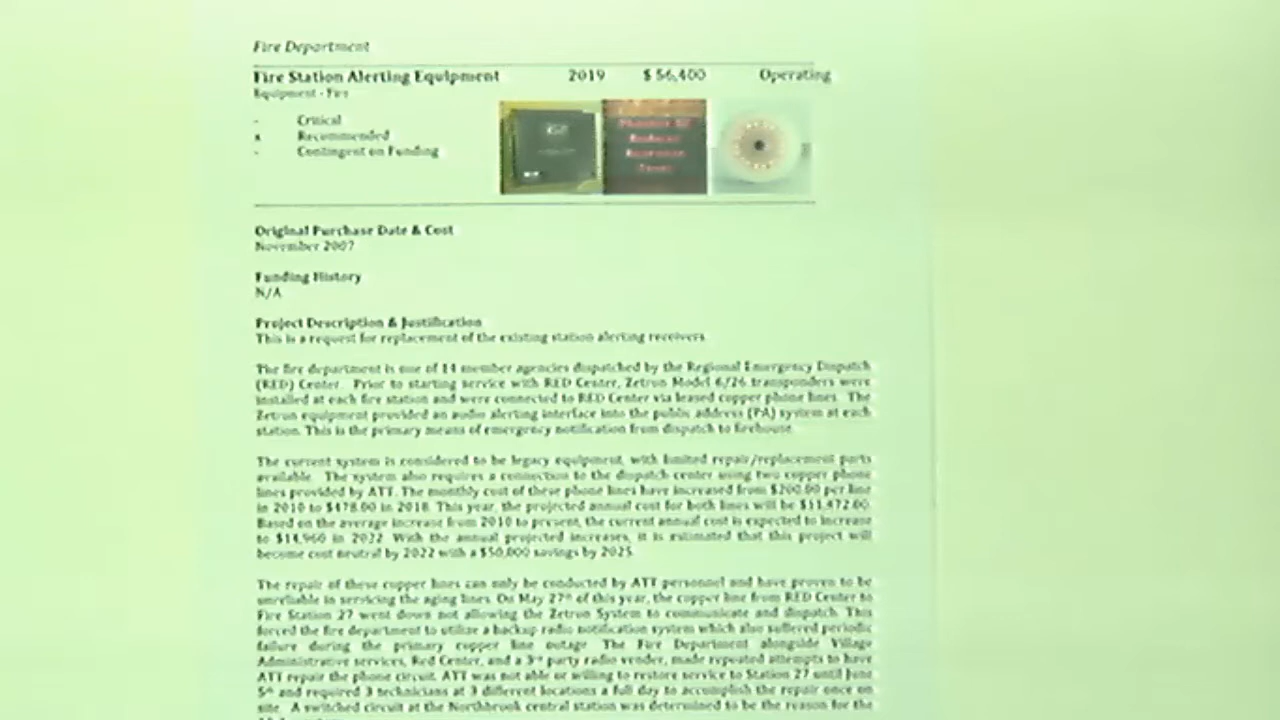 Fire Department
Fire Station Alerting Equipment 2019 $ 56,400 Operating
Equipment - Fire
- Critical
x Recommended
- Contingent on Funding
Original Purchase Date & Cost
November 2007
Funding History
N/A
Project Description & Justification
This is a request for replacement of the existing station alerting receivers.
The fire department is one of 14 member agencies dispatched by the Regional Emergency Dispatch
(RED) Center. Prior to starting service with RED Center, Zetron Model 6/26 transponders were
installed at each fire station and were connected to RED Center via leased copper phone lines. The
Zetron equipment provided an audio alerting interface into the public address (PA) system at each
station. This is the primary means of emergency notification from dispatch to firehouse.
The current system is considered to be legacy equipment, with limited repair/replacement parts
available. The system also requires a connection to the dispatch center using two copper phone
lines provided by ATT. The monthly cost of these phone lines have increased from $200.00 per line
in 2010 to $478.00 in 2018. This year, the projected annual cost for both lines will be $11,472.00.
Based on the average increase from 2010 to present, the current annual cost is expected to increase
to $14,960 in 2022. With the annual projected increases, it is estimated that this project will
become cost neutral by 2022 with a $50,000 savings by 2025.
The repair of these copper lines can only be conducted by ATT personnel and have proven to be
unreliable in servicing the aging lines. On May 27th of this year, the copper line from RED Center to
Fire Station 27 went down not allowing the Zetron System to communicate and dispatch. This
forced the fire department to utilize a backup radio notification system which also suffered periodic
failure during the primary copper line outage. The Fire Department alongside Village
Administrative services, Red Center, and a 3rd party radio vender, made repeated attempts to have
ATT repair the phone circuit. ATT was not able or willing to restore service to Station 27 until June
5th and required 3 technicians at 3 different locations a full day to accomplish the repair once on
site. A switched circuit at the Northbrook central station was determined to be the reason for the